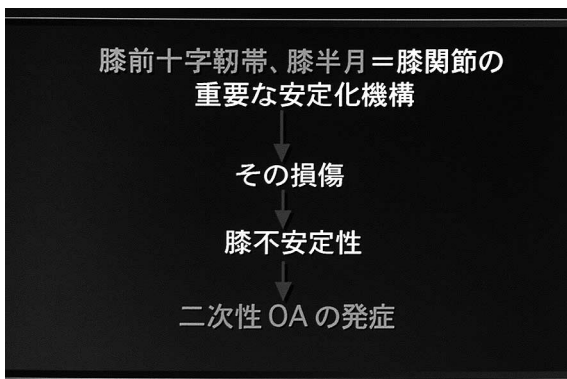 膝前十字靭帯、膝半月=膝関節の
重要な安定化機構
その損傷
膝不安定性
二次性 OA の発症